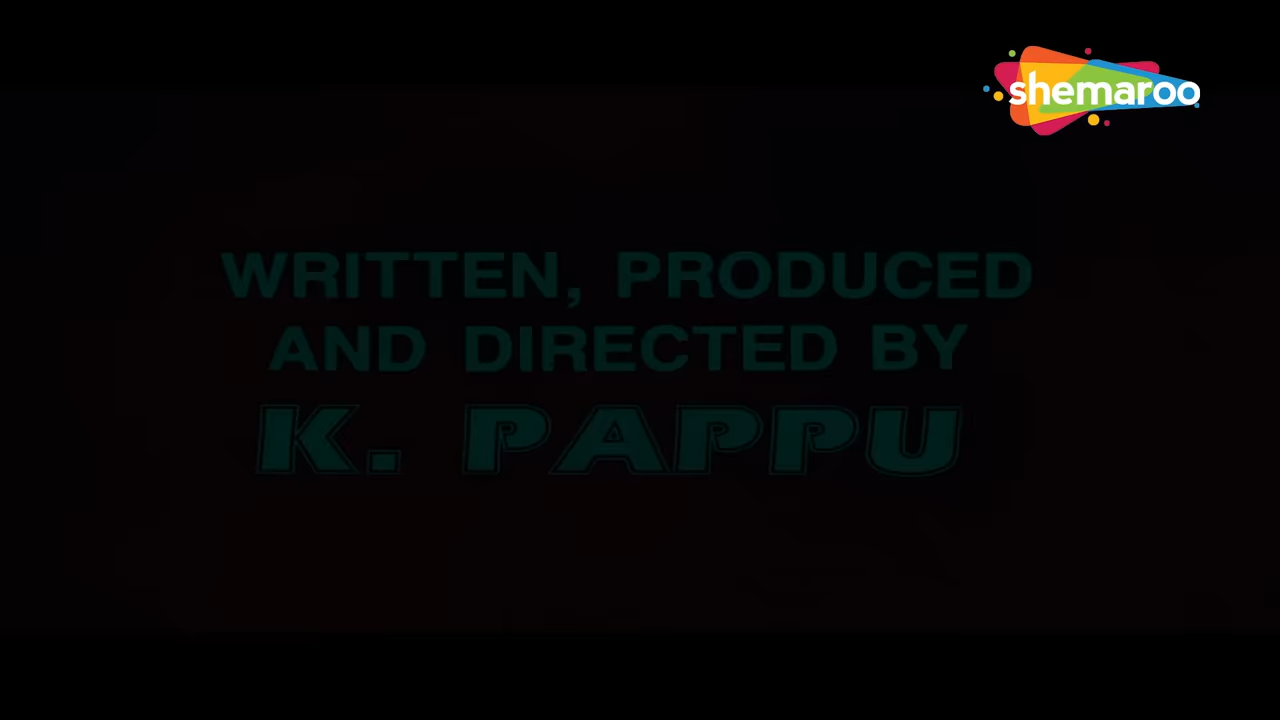 shemaroo
WRITTEN, PRODUCED
AND DIRECTED BY
K. PAPPU